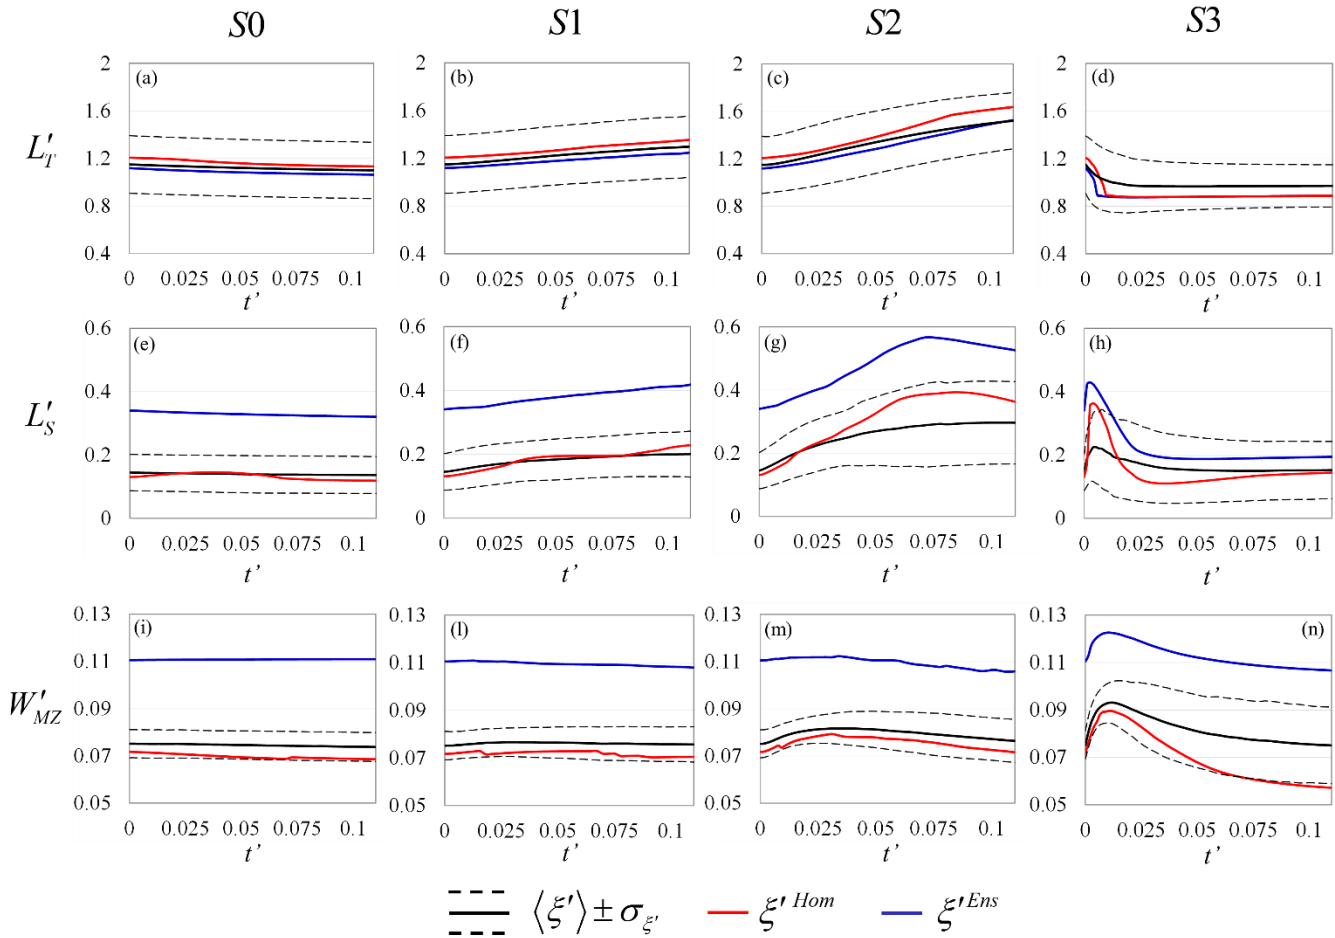 S0 S1 S2 S3
L'_T
2 (a) 2 (b) 2 (c) 2 (d)
1.6 1.6 1.6 1.6
1.2 1.2 1.2 1.2
0.8 0.8 0.8 0.8
0.4 0.4 0.4 0.4
0 0.025 0.05 0.075 0.1 0 0.025 0.05 0.075 0.1 0 0.025 0.05 0.075 0.1 0 0.025 0.05 0.075 0.1
t’ t’ t’ t’
L'_S
0.6 (e) 0.6 (f) 0.6 (g) 0.6 (h)
0.4 0.4 0.4 0.4
0.2 0.2 0.2 0.2
0 0 0 0
0 0.025 0.05 0.075 0.1 0 0.025 0.05 0.075 0.1 0 0.025 0.05 0.075 0.1 0 0.025 0.05 0.075 0.1
t’ t’ t’ t’
W'_MZ
0.13 (i) 0.13 (l) 0.13 (m) 0.13 (n)
0.11 0.11 0.11 0.11
0.09 0.09 0.09 0.09
0.07 0.07 0.07 0.07
0.05 0.05 0.05 0.05
0 0.025 0.05 0.075 0.1 0 0.025 0.05 0.075 0.1 0 0.025 0.05 0.075 0.1 0 0.025 0.05 0.075 0.1
t’ t’ t’ t’
⟨ξ'⟩ ± σ_ξ' ξ'^Hom ξ'^Ens